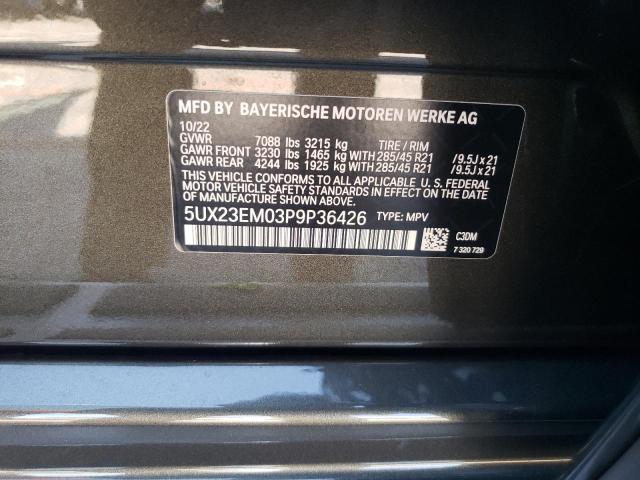 MFD BY BAYERISCHE MOTOREN WERKE AG
10/22
GVWR 7088 lbs 3215 kg TIRE / RIM
GAWR FRONT 3230 lbs 1465 kg WITH 285/45 R21 /9.5J x 21
GAWR REAR 4244 lbs 1925 kg WITH 285/45 R21 /9.5J x 21
THIS VEHICLE CONFORMS TO ALL APPLICABLE U.S. FEDERAL
MOTOR VEHICLE SAFETY STANDARDS IN EFFECT ON THE DATE
OF MANUFACTURE SHOWN ABOVE.
5UX23EM03P9P36426 TYPE: MPV
C3DM
7 320 729